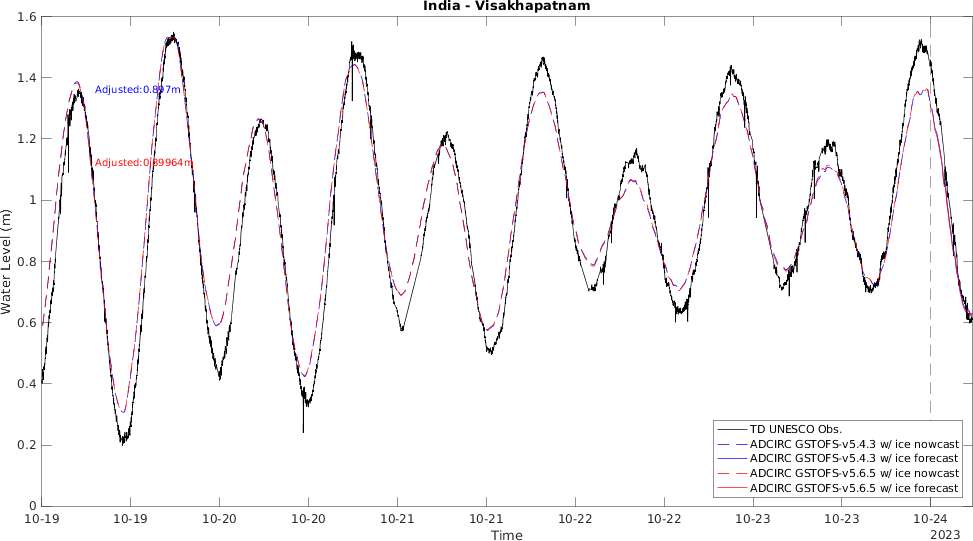 India - Visakhapatnam
1.6
1.4
1.2
1
0.8
0.6
0.4
0.2
0
Water Level (m)
Adjusted:0.897m
Adjusted:0.89964m
TD UNESCO Obs.
ADCIRC GSTOFS-v5.4.3 w/ ice nowcast
ADCIRC GSTOFS-v5.4.3 w/ ice forecast
ADCIRC GSTOFS-v5.6.5 w/ ice nowcast
ADCIRC GSTOFS-v5.6.5 w/ ice forecast
10-19 10-19 10-20 10-20 10-21 10-21 10-22 10-22 10-23 10-23 10-24
Time
2023